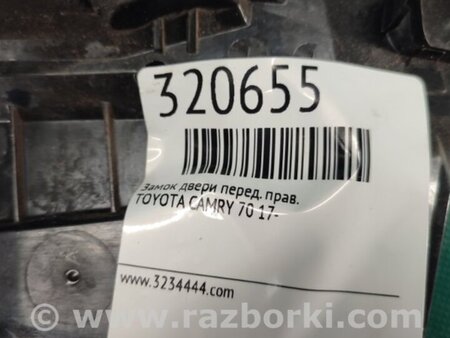 320655
Замок двери перед. прав.
TOYOTA CAMRY 70 17-
www.3234444.com
© - www.razborki.com